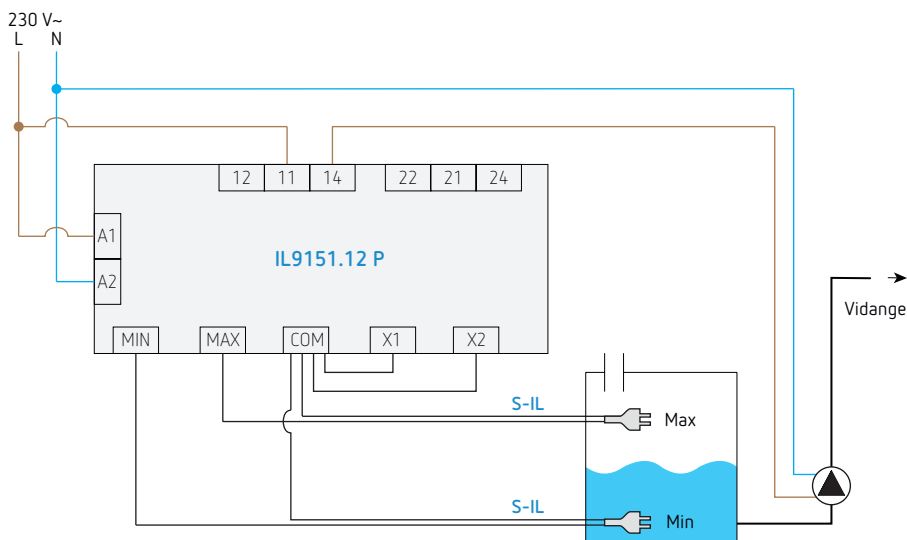 230 V~
L N
12 11 14 22 21 24
A1
IL9151.12 P
A2
Vidange
MIN MAX COM X1 X2
S-IL
Max
S-IL
Min